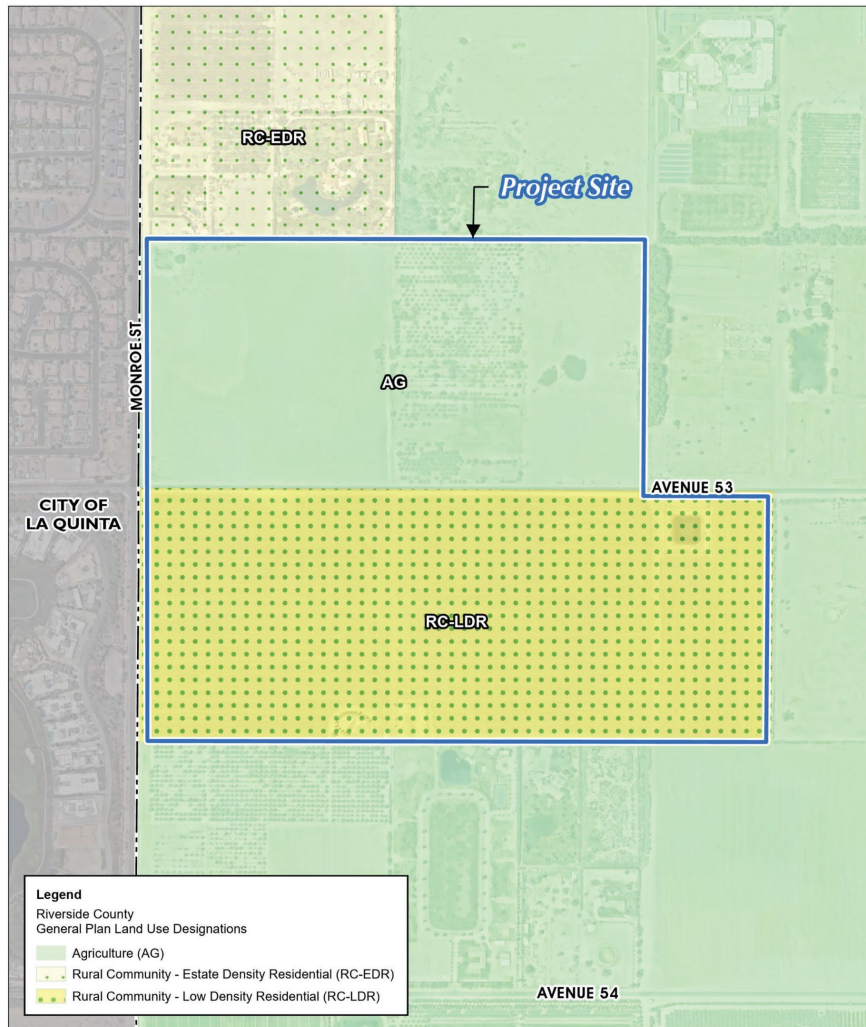 RC-EDR
Project Site
MONROE ST.
AG
AVENUE 53
CITY OF
LA QUINTA
RC-LDR
Legend
Riverside County
General Plan Land Use Designations
Agriculture (AG)
Rural Community - Estate Density Residential (RC-EDR)
Rural Community - Low Density Residential (RC-LDR)
AVENUE 54